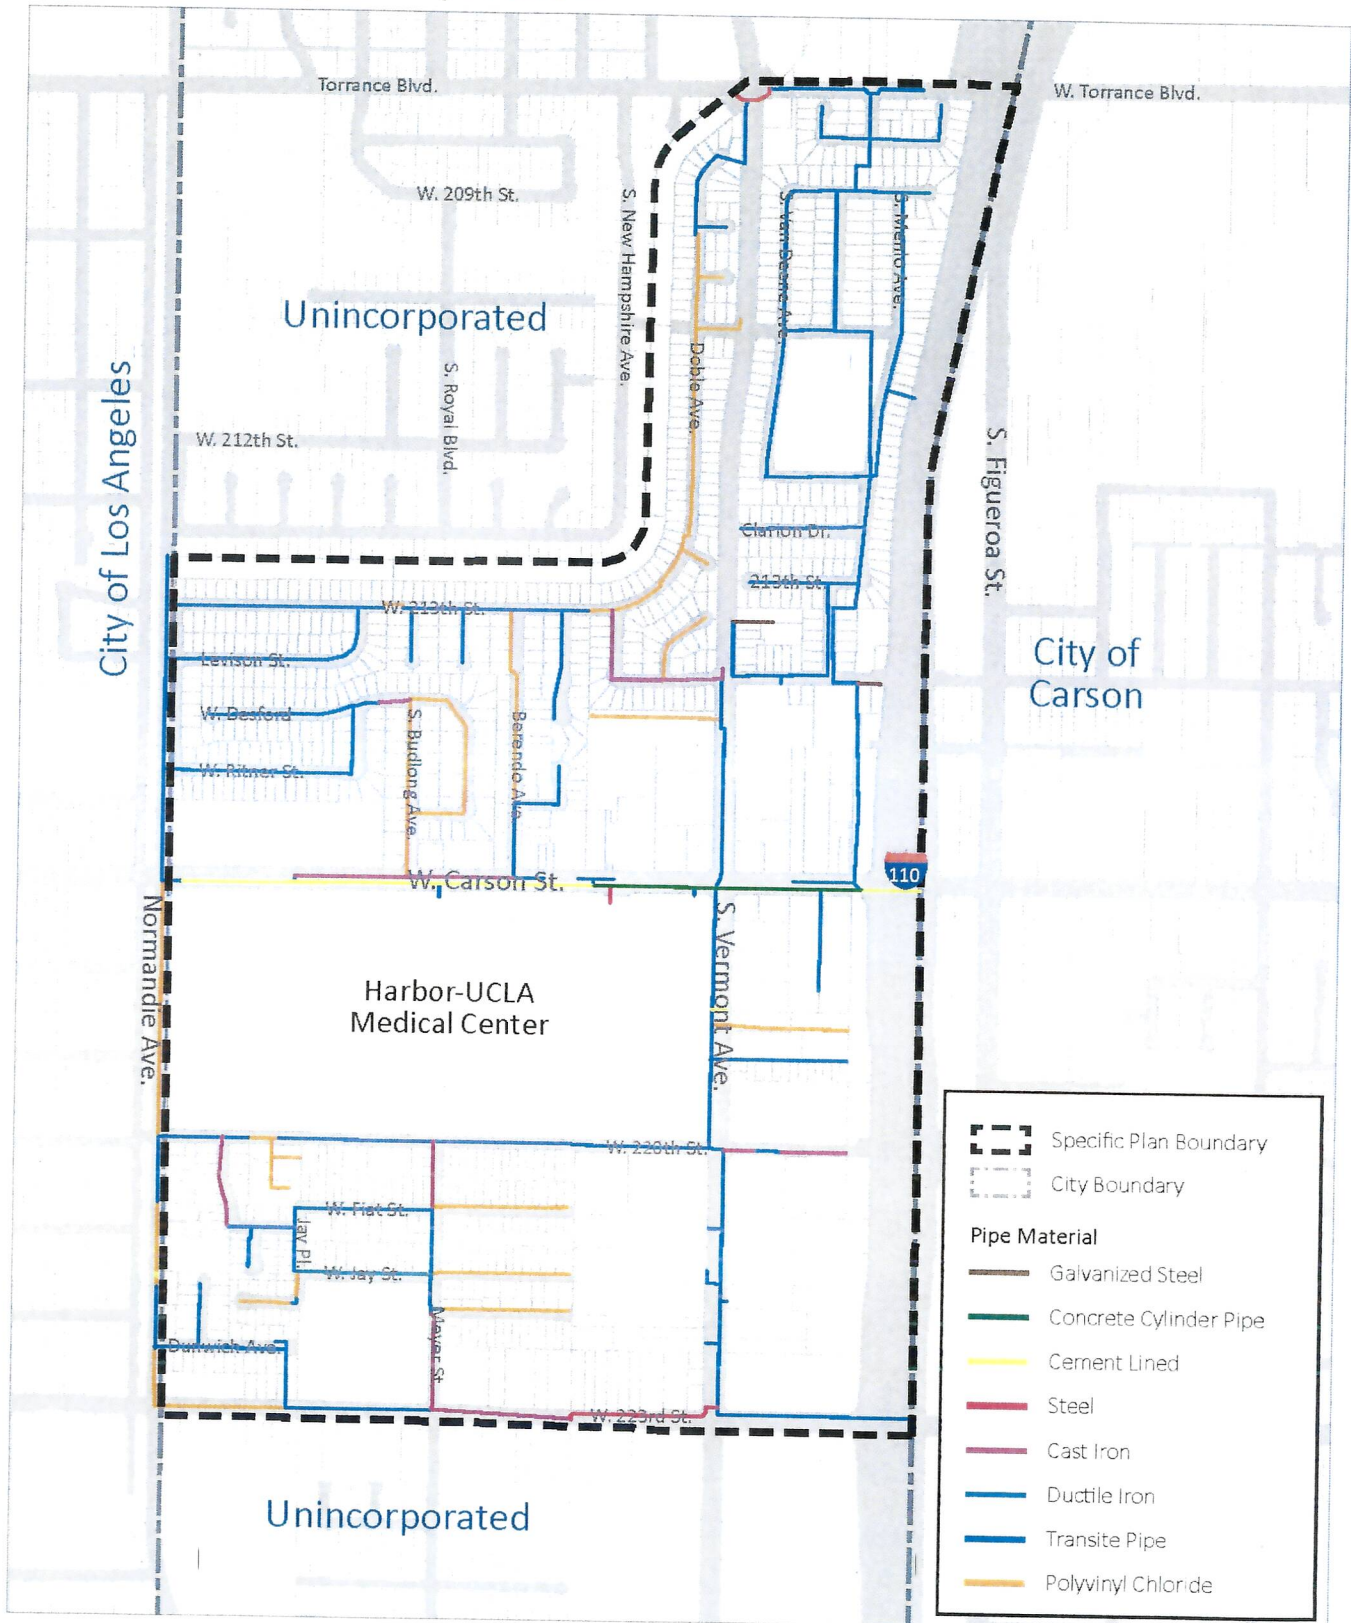 Torrance Blvd.
W. Torrance Blvd.
W. 209th St.
S. New Hampshire Ave.
S. Van Deene Ave.
S. Menlo Ave.
Unincorporated
Doble Ave.
S. Royal Blvd.
City of Los Angeles
W. 212th St.
S. Figueroa St.
Clarion Dr.
213th St.
W. 213th St.
Levison St.
City of
Carson
W. Desford
S. Budlong Ave.
Berendo Ave.
W. Ritner St.
W. Carson St.
110
Normandie Ave.
S. Vermont Ave.
Harbor-UCLA
Medical Center
W. 220th St.
W. Fiat St.
Jay Pl.
W. Jay St.
Meyer St
Dunwich Ave.
W. 223rd St.
Unincorporated
Specific Plan Boundary
City Boundary
Pipe Material
Galvanized Steel
Concrete Cylinder Pipe
Cement Lined
Steel
Cast Iron
Ductile Iron
Transite Pipe
Polyvinyl Chloride